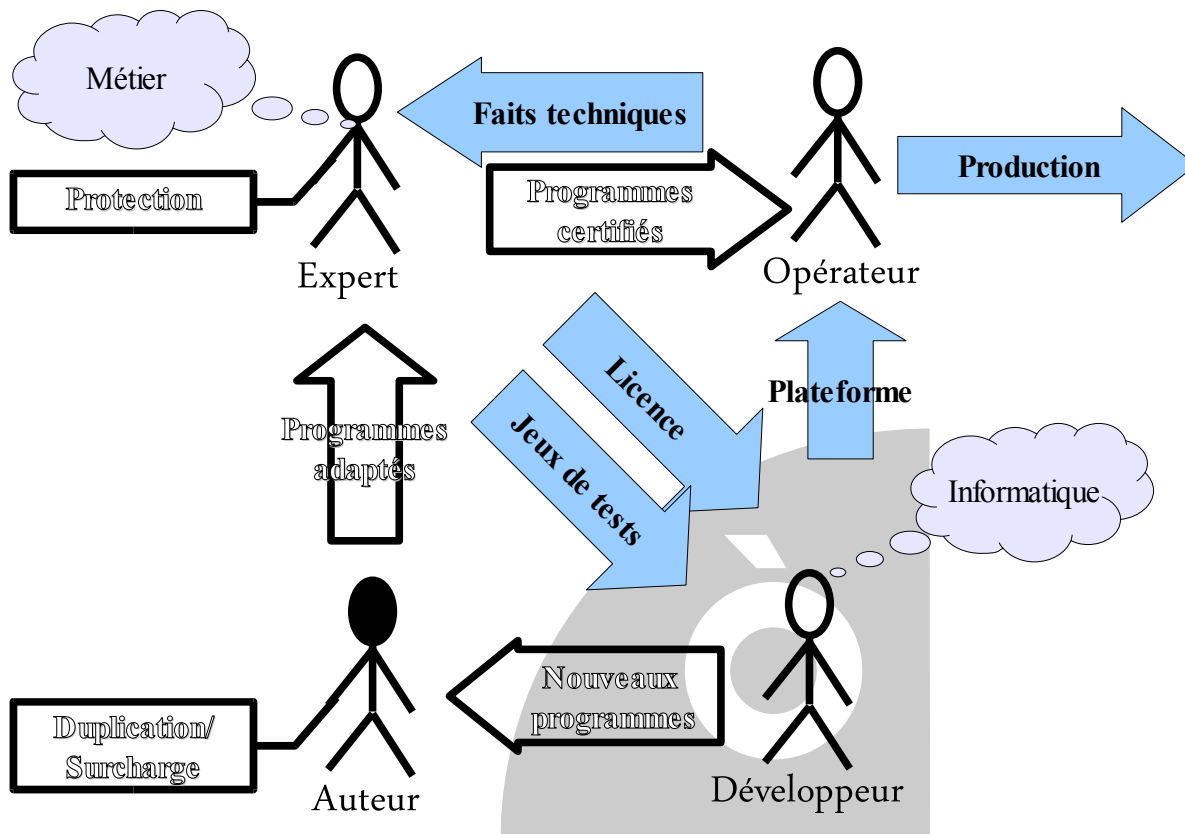 Métier
Faits techniques
Production
Protection
Programmes
certifiés
Expert
Opérateur
Licence
Plateforme
Jeux de tests
Programmes
adaptés
Informatique
Nouveaux
programmes
Duplication/
Surcharge
Auteur
Développeur